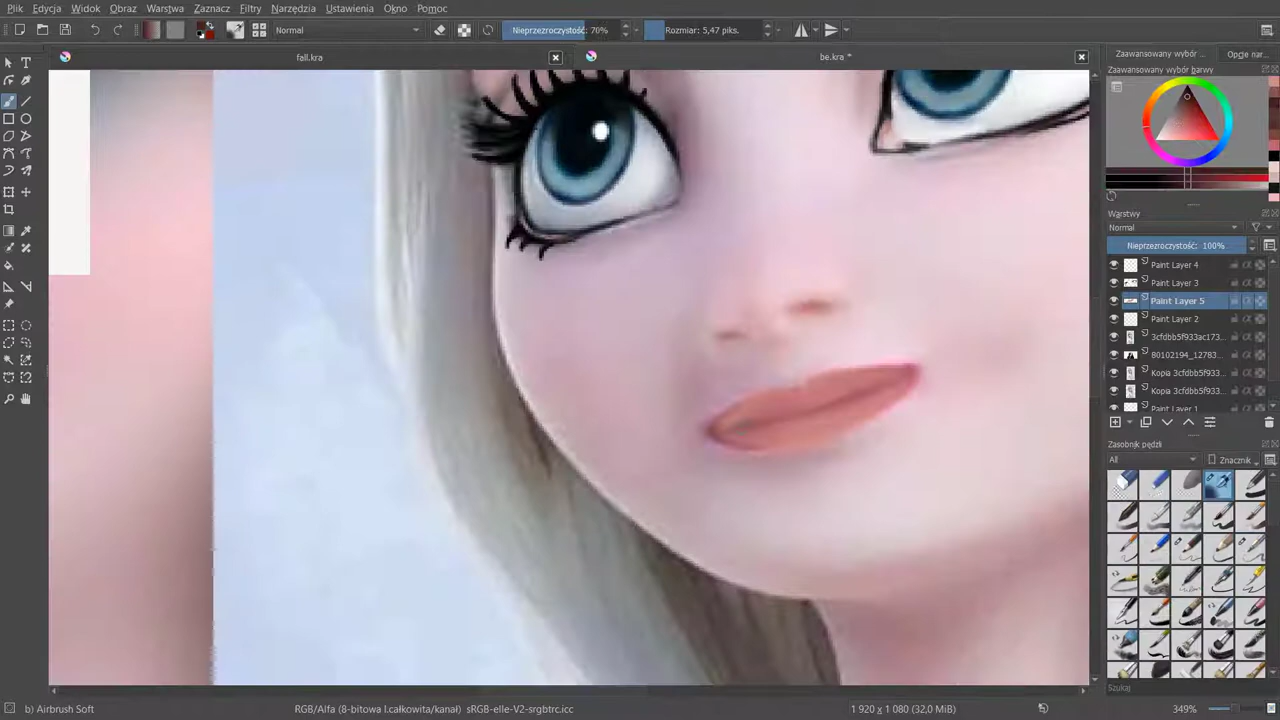 Plik Edycja Widok Obraz Warstwa Zaznacz Filtry Narzędzia Ustawienia Okno Pomoc
Normal Nieprzezroczystość: 70% Rozmiar: 5,47 piks.
fall.kra be.kra *
Zaawansowany wybór ... Opcje nar...
Zaawansowany wybór barwy
Warstwy
Normal
Nieprzezroczystość: 100%
Paint Layer 4
Paint Layer 3
Paint Layer 5
Paint Layer 2
3cfdbb5f933ac173...
80102194_12783...
Kopia 3cfdbb5f933...
Kopia 3cfdbb5f933...
Paint Layer 1
Zasobnik pędzli
All Znacznik
Szukaj
b) Airbrush Soft RGB/Alfa (8-bitowa l.całkowita/kanał) sRGB-elle-V2-srgbtrc.icc 1 920 x 1 080 (32,0 MiB) 349%